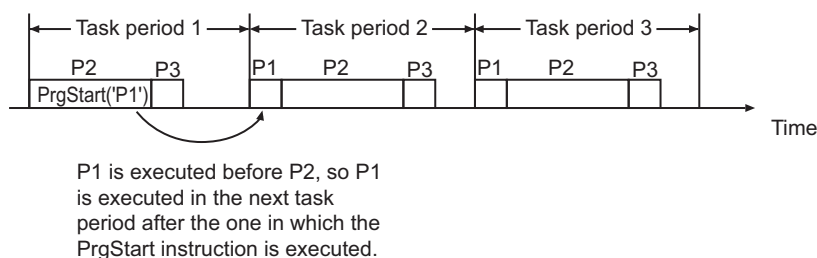 Task period 1 Task period 2 Task period 3
P2 P3 P1 P2 P3 P1 P2 P3
PrgStart('P1')
Time
P1 is executed before P2, so P1
is executed in the next task
period after the one in which the
PrgStart instruction is executed.